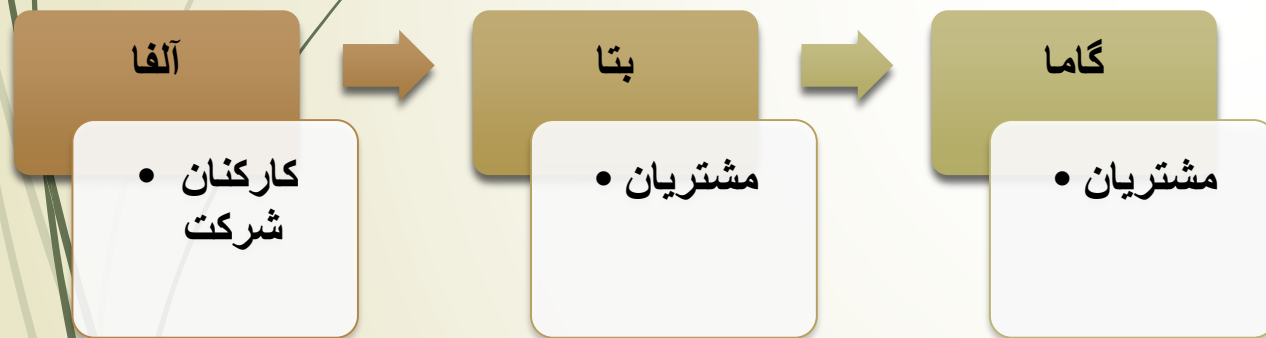 آلفا
• کارکنان
شرکت
بتا
• مشتریان
گاما
• مشتریان